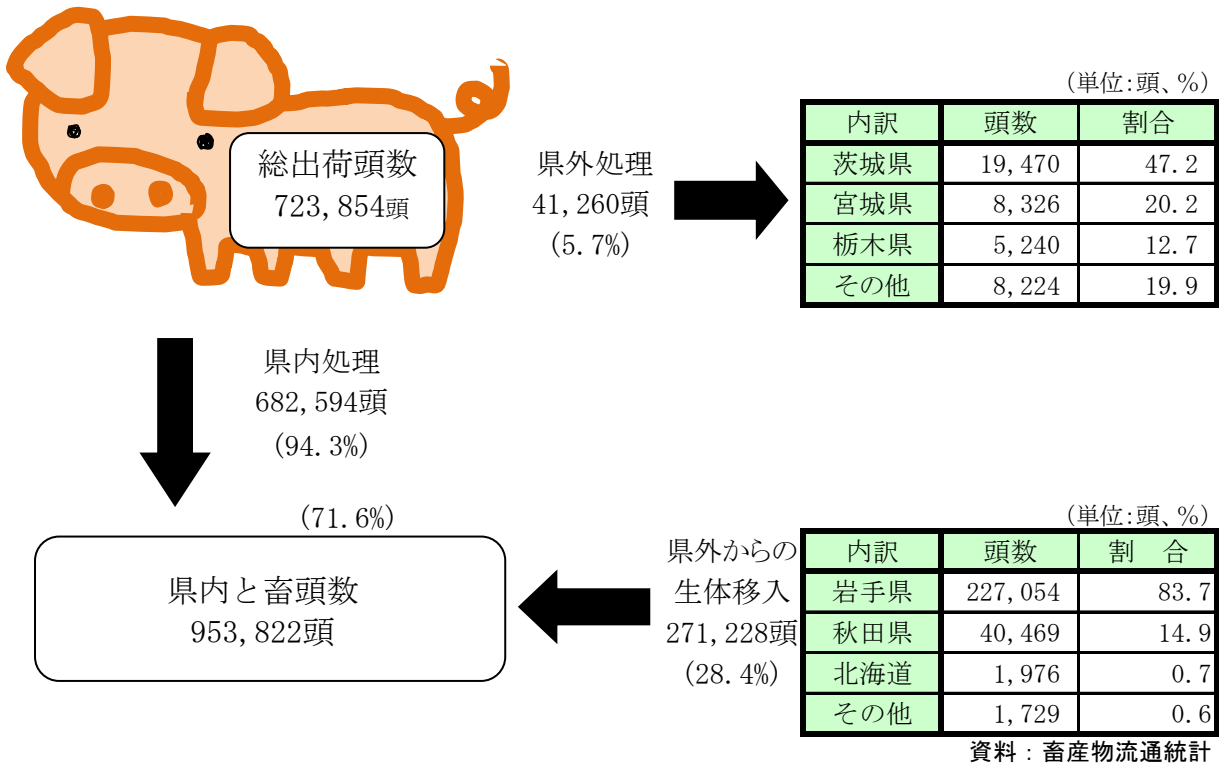 総出荷頭数
723,854頭
県外処理
41,260頭
(5.7%)
(単位:頭、%)
内訳 頭数 割合
茨城県 19,470 47.2
宮城県 8,326 20.2
栃木県 5,240 12.7
その他 8,224 19.9
県内処理
682,594頭
(94.3%)
(71.6%)
県内と畜頭数
953,822頭
県外からの
生体移入
271,228頭
(28.4%)
(単位:頭、%)
内訳 頭数 割 合
岩手県 227,054 83.7
秋田県 40,469 14.9
北海道 1,976 0.7
その他 1,729 0.6
資料：畜産物流通統計